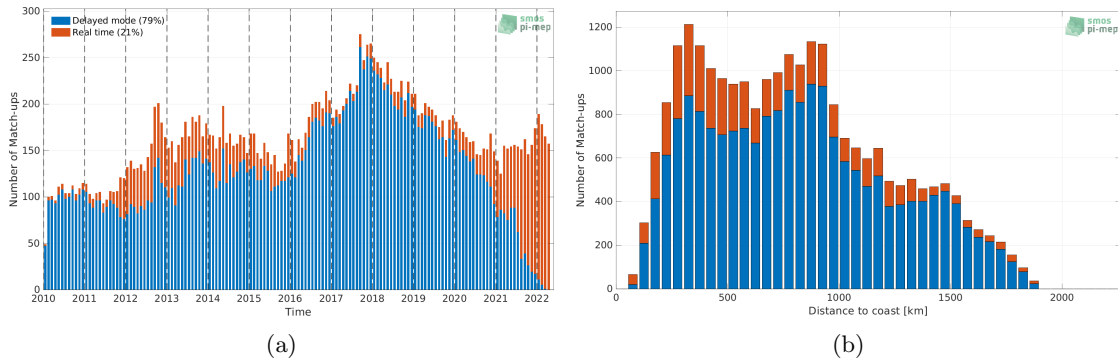 (a)
Delayed mode (79%)
Real time (21%)
smos
pi-mep
Number of Match-ups
300
250
200
150
100
50
0
2010 2011 2012 2013 2014 2015 2016 2017 2018 2019 2020 2021 2022
Time
(a)
(b)
smos
pi-mep
Number of Match-ups
1200
1000
800
600
400
200
0
0 500 1000 1500 2000
Distance to coast [km]
(b)